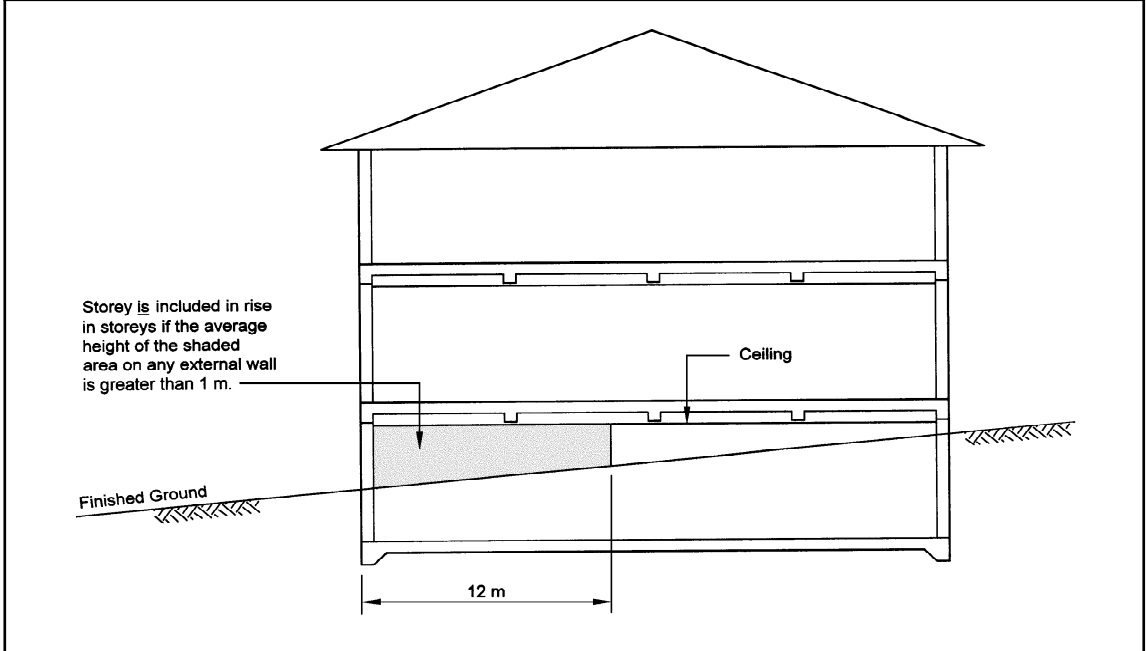 Storey is included in rise
in storeys if the average
height of the shaded
area on any external wall
is greater than 1 m.
Ceiling
Finished Ground
12 m